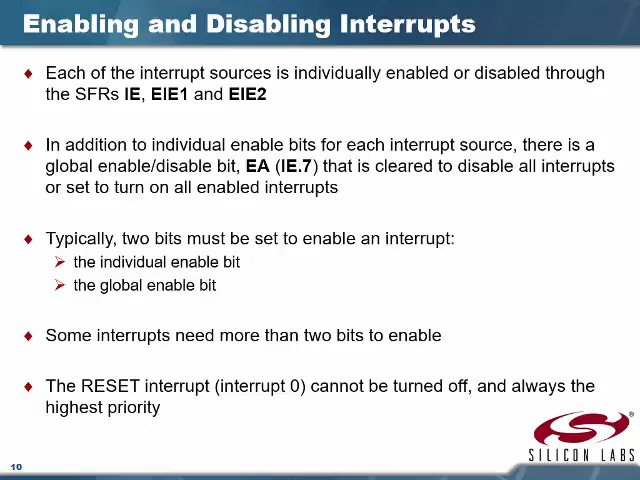 Enabling and Disabling Interrupts
Each of the interrupt sources is individually enabled or disabled through
the SFRs IE, EIE1 and EIE2
In addition to individual enable bits for each interrupt source, there is a
global enable/disable bit, EA (IE.7) that is cleared to disable all interrupts
or set to turn on all enabled interrupts
Typically, two bits must be set to enable an interrupt:
the individual enable bit
the global enable bit
Some interrupts need more than two bits to enable
The RESET interrupt (interrupt 0) cannot be turned off, and always the
highest priority
®
SILICON LABS
10